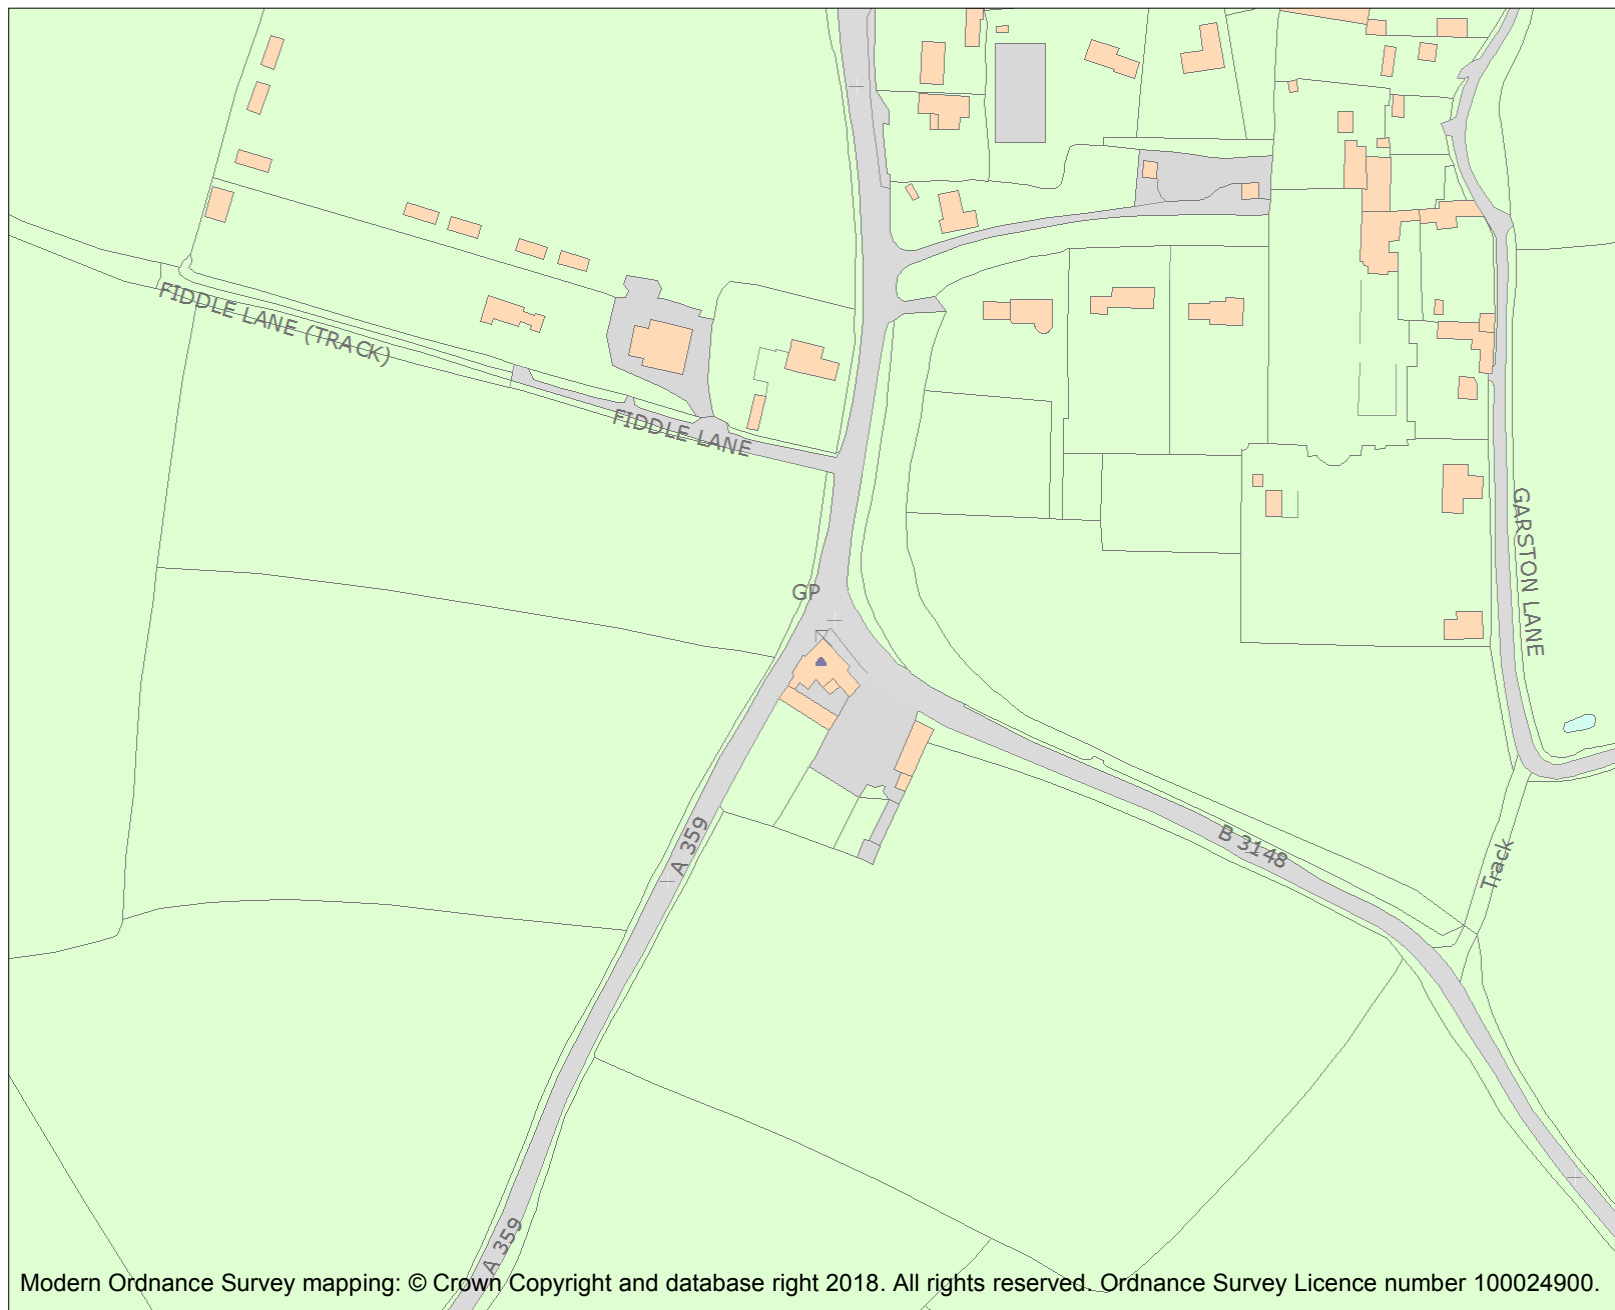 FIDDLE LANE (TRACK)
FIDDLE LANE
GARSTON LANE
GP
A 359
B 3148
Track
A 359
Modern Ordnance Survey mapping: © Crown Copyright and database right 2018. All rights reserved. Ordnance Survey Licence number 100024900.